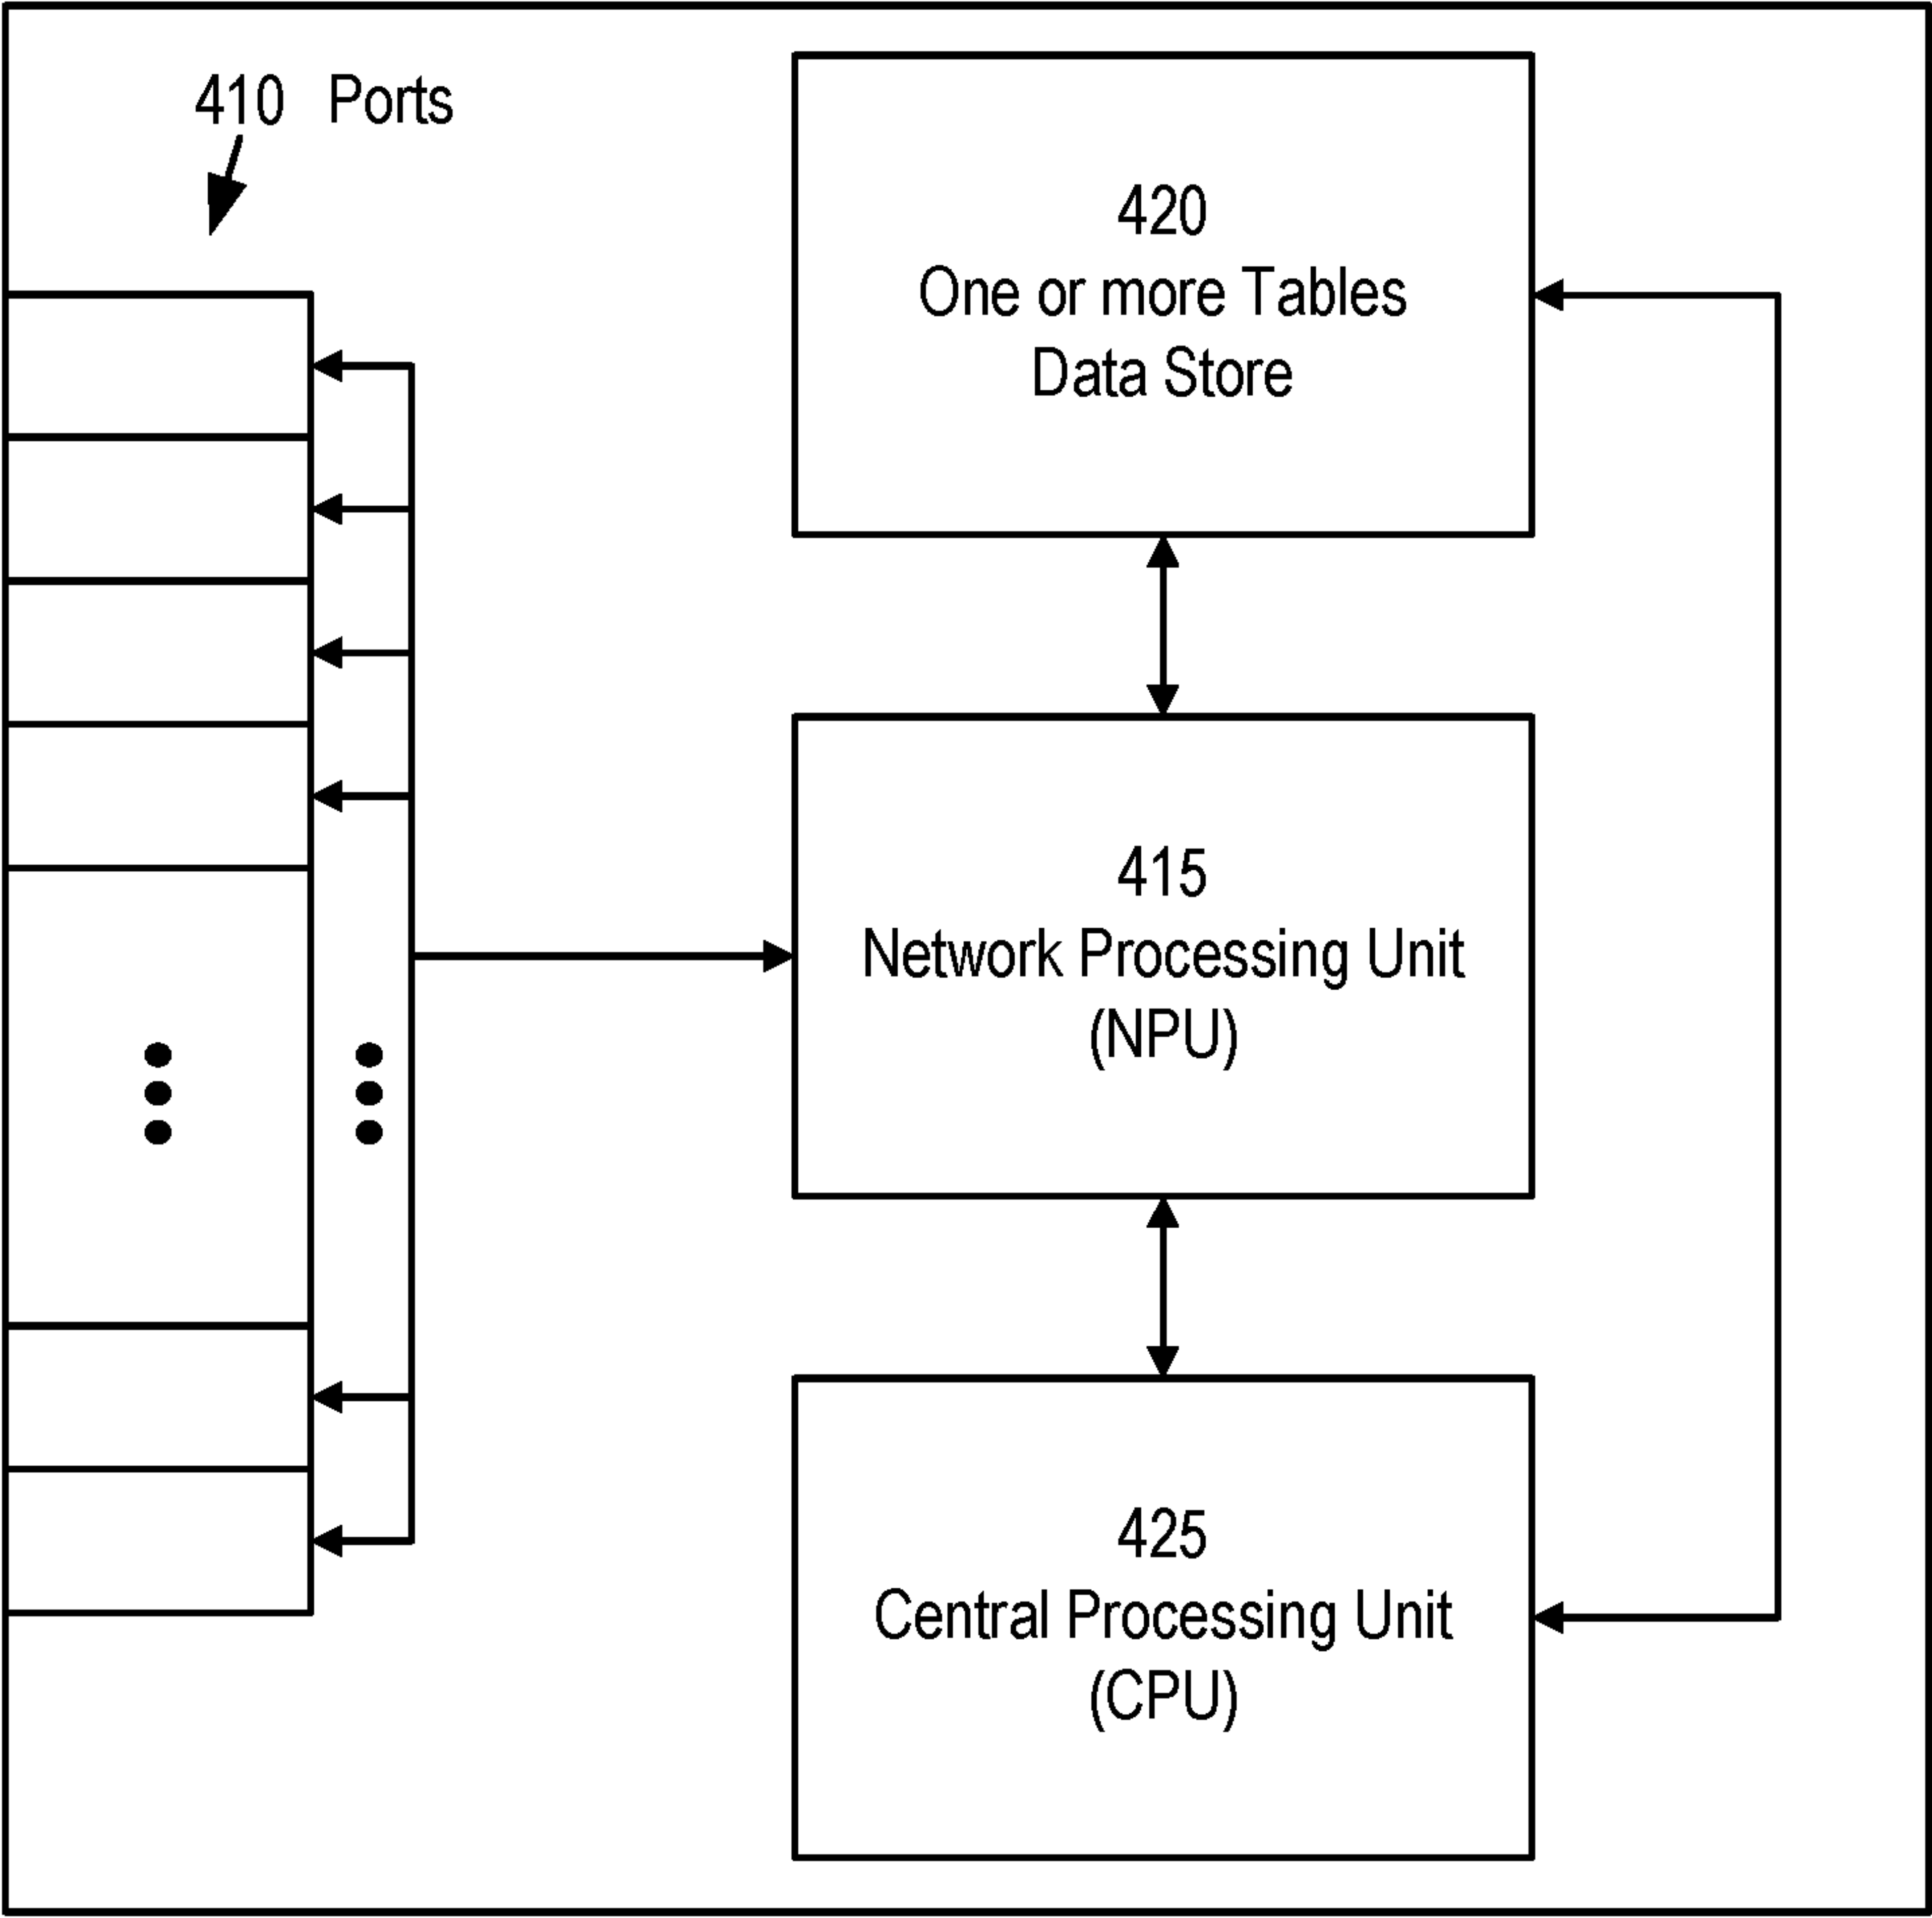 410 Ports
420
One or more Tables
Data Store
415
Network Processing Unit
(NPU)
425
Central Processing Unit
(CPU)